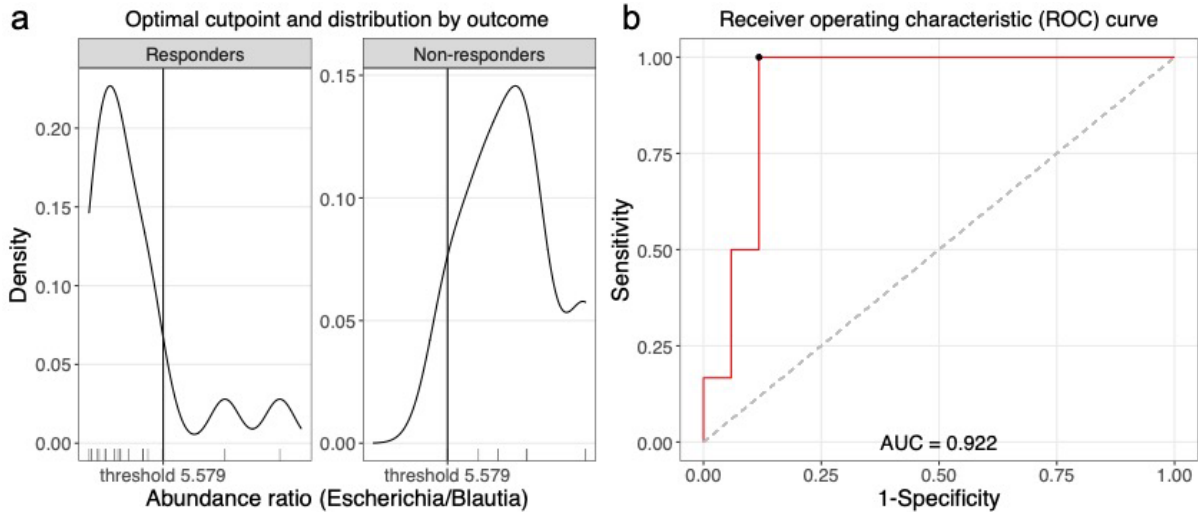 a
Optimal cutpoint and distribution by outcome
Responders
Non-responders
Density
0.20
0.15
0.10
0.05
0.00
0.15
0.10
0.05
0.00
threshold 5.579
threshold 5.579
Abundance ratio (Escherichia/Blautia)
b
Receiver operating characteristic (ROC) curve
Sensitivity
1.00
0.75
0.50
0.25
0.00
AUC = 0.922
0.00 0.25 0.50 0.75 1.00
1-Specificity